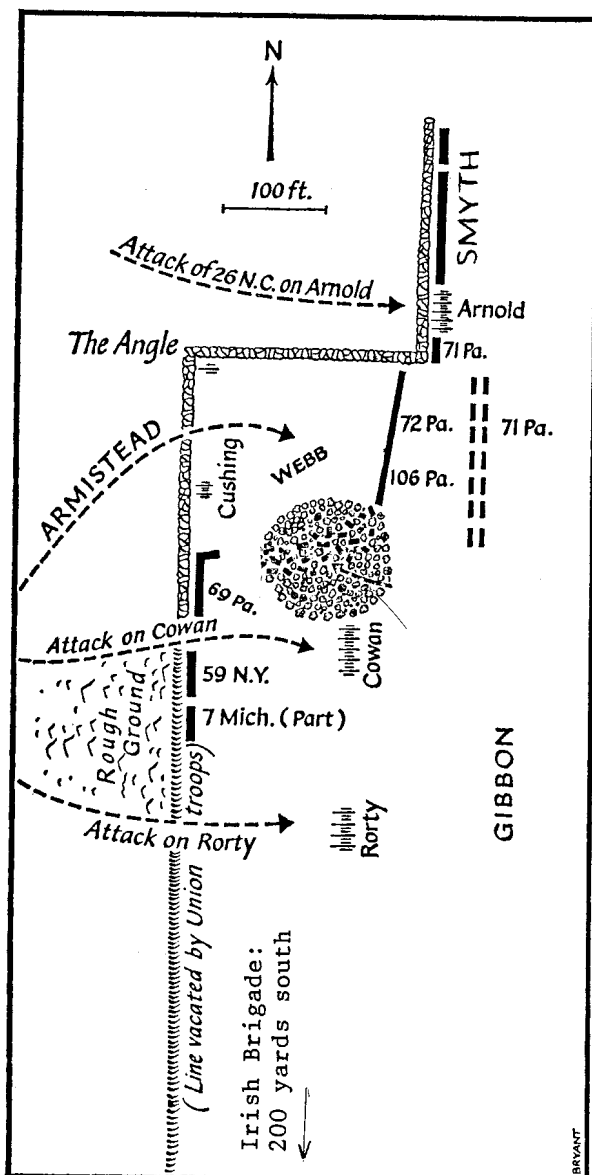 N
100 ft.
SMYTH
Attack of 26 N.C. on Arnold
Arnold
The Angle
71 Pa.
72 Pa.
71 Pa.
ARMISTEAD
WEBB
Cushing
106 Pa.
69 Pa.
Attack on Cowan
Cowan
59 N.Y.
Rough
Ground
7 Mich. (Part)
GIBBON
Attack on Rorty
Rorty
(Line vacated by Union
troops)
Irish Brigade:
200 yards south
BRYANT